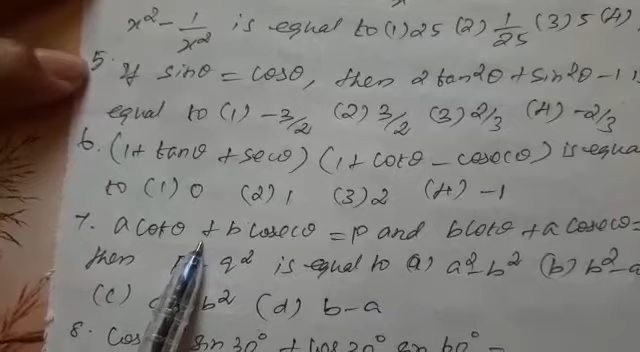 x² - 1/x² is equal to (1) 25 (2) 1/25 (3) 5 (4)
5. If sinθ = cosθ, then 2tan²θ + sin²θ - 1 is
equal to (1) -3/2 (2) 3/2 (3) 2/3 (4) -2/3
6. (1 + tanθ + secθ) (1 + cotθ - cosecθ) is equa
to (1) 0 (2) 1 (3) 2 (4) -1
7. a cotθ + b cosecθ = p and b cotθ + a cosecθ =
then q² is equal to (a) a² - b² (b) b² - a
(c) b² (d) b - a
8. Cos sin 30° + cos 30° sin 60° =